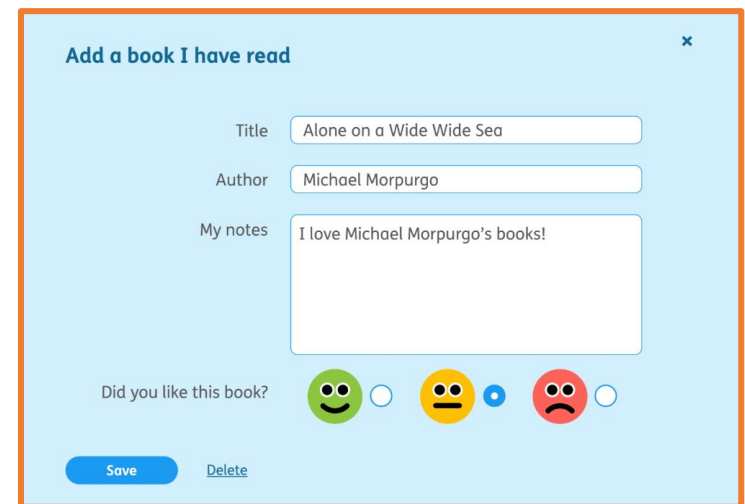 Add a book I have read
×
Title
Alone on a Wide Wide Sea
Author
Michael Morpurgo
My notes
I love Michael Morpurgo’s books!
Did you like this book?
Save
Delete